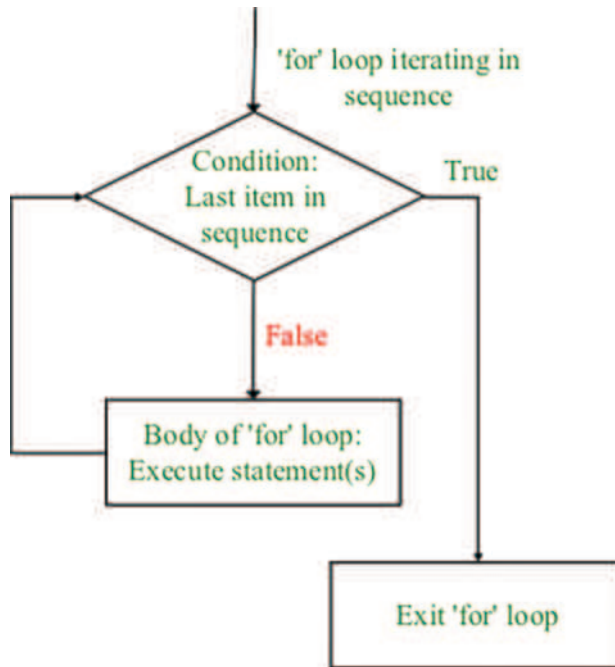 'for' loop iterating in
sequence
Condition:
Last item in
sequence
True
False
Body of 'for' loop:
Execute statement(s)
Exit 'for' loop